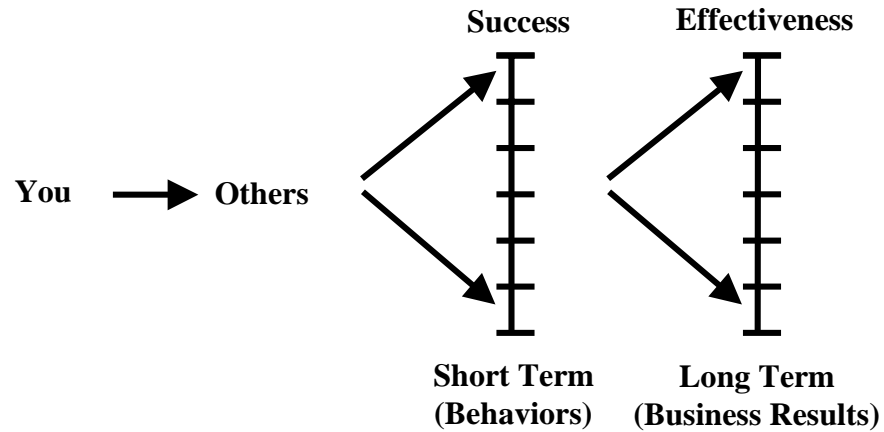 Success
Effectiveness
You
Others
Short Term
(Behaviors)
Long Term
(Business Results)